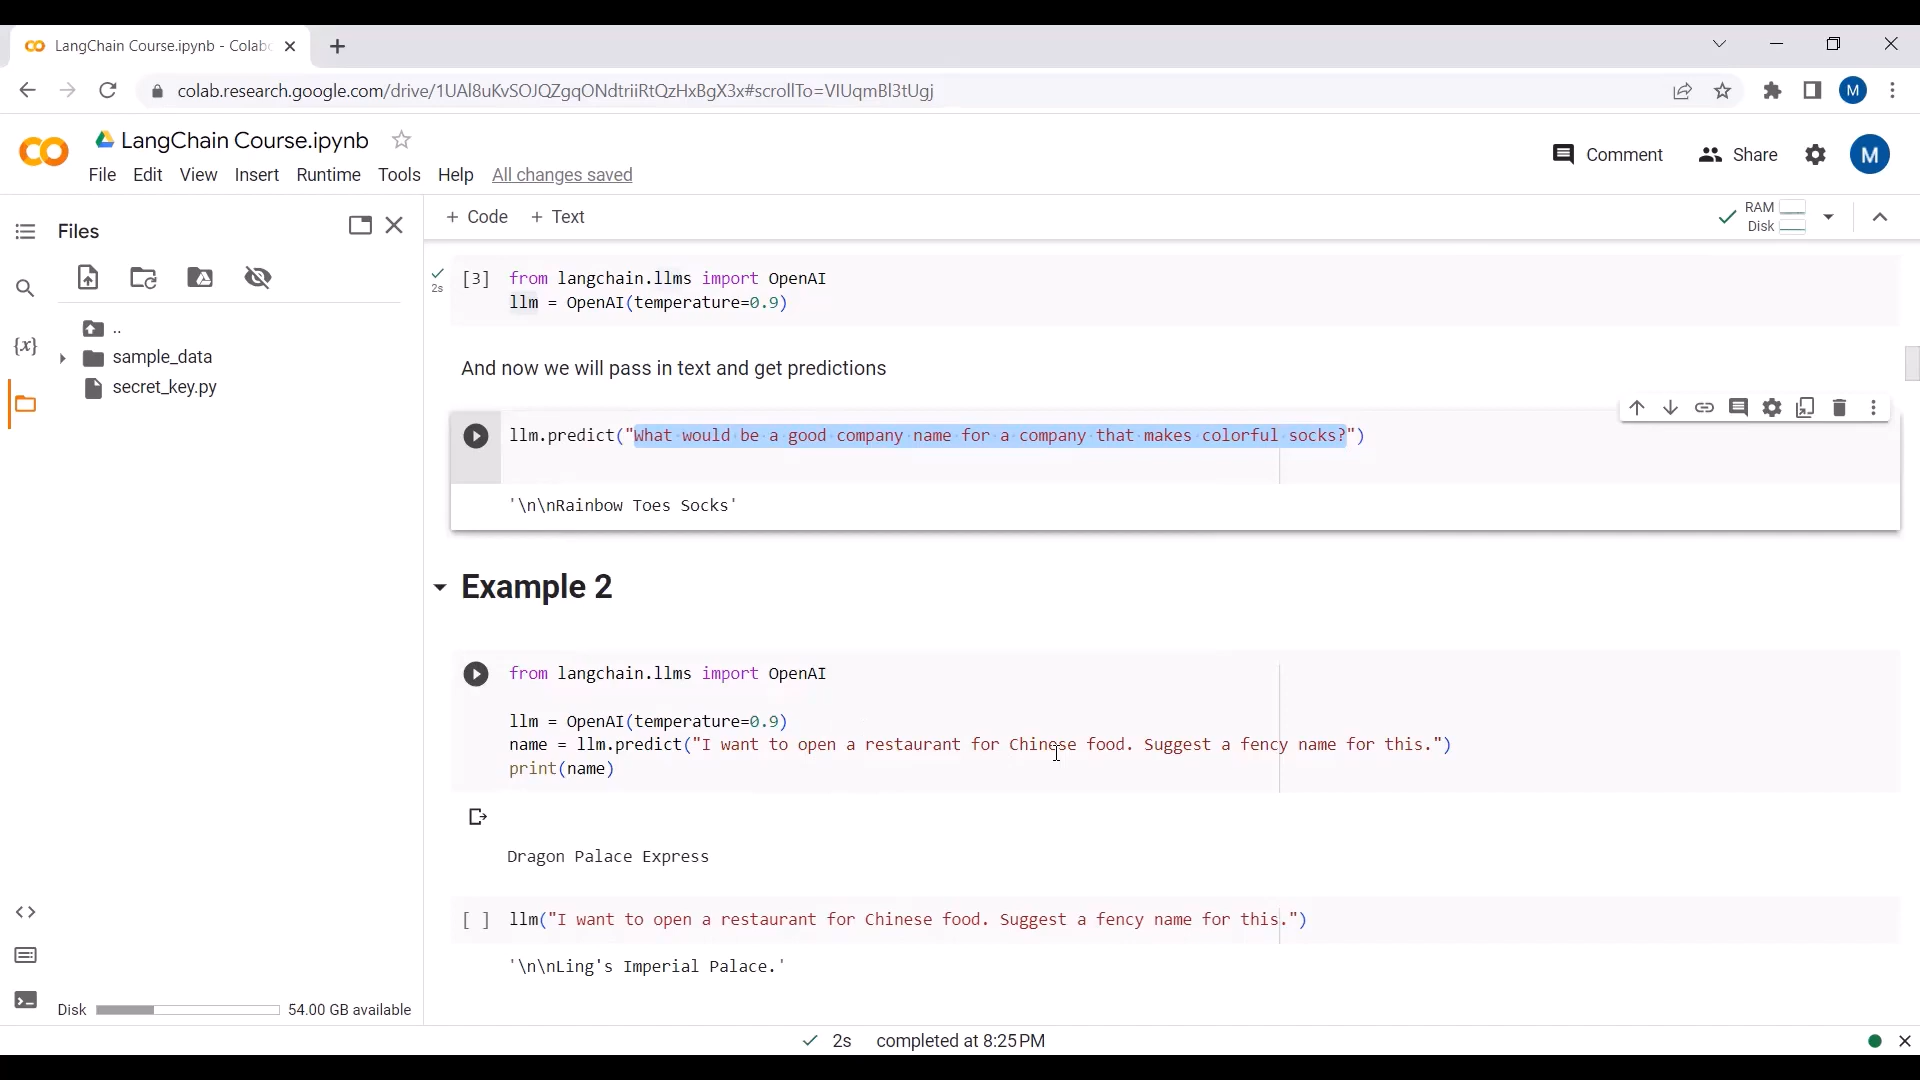 LangChain Course.ipynb - Colabo
colab.research.google.com/drive/1UAl8uKvSOJQZgqONdtriiRtQzHxBgX3x#scrollTo=VIUqmBl3tUgj
M
LangChain Course.ipynb
Comment
Share
M
File Edit View Insert Runtime Tools Help All changes saved
Files
+ Code + Text
RAM
Disk
..
sample_data
secret_key.py
{x}
2s
[3] from langchain.llms import OpenAI
llm = OpenAI(temperature=0.9)
And now we will pass in text and get predictions
llm.predict("What would be a good company name for a company that makes colorful socks?")
'\n\nRainbow Toes Socks'
Example 2
from langchain.llms import OpenAI
llm = OpenAI(temperature=0.9)
name = llm.predict("I want to open a restaurant for Chinese food. Suggest a fency name for this.")
print(name)
Dragon Palace Express
[ ] llm("I want to open a restaurant for Chinese food. Suggest a fency name for this.")
'\n\nLing's Imperial Palace.'
Disk 54.00 GB available
2s completed at 8:25 PM